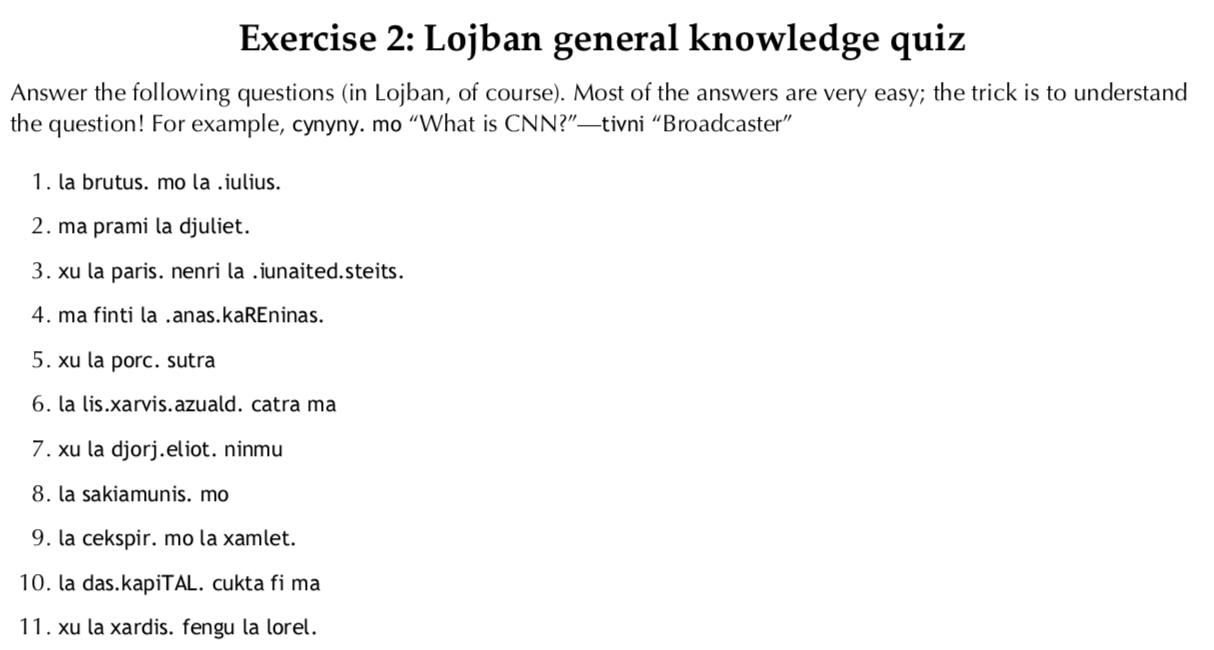 Exercise 2: Lojban general knowledge quiz
Answer the following questions (in Lojban, of course). Most of the answers are very easy; the trick is to understand
the question! For example, cynyny. mo “What is CNN?”—tivni “Broadcaster”
1. la brutus. mo la .iulius.
2. ma prami la djuliet.
3. xu la paris. nenri la .iunaited.steits.
4. ma finti la .anas.kaREninas.
5. xu la porc. sutra
6. la lis.xarvis.azuald. catra ma
7. xu la djorj.eliot. ninmu
8. la sakiamunis. mo
9. la cekspir. mo la xamlet.
10. la das.kapiTAL. cukta fi ma
11. xu la xardis. fengu la lorel.